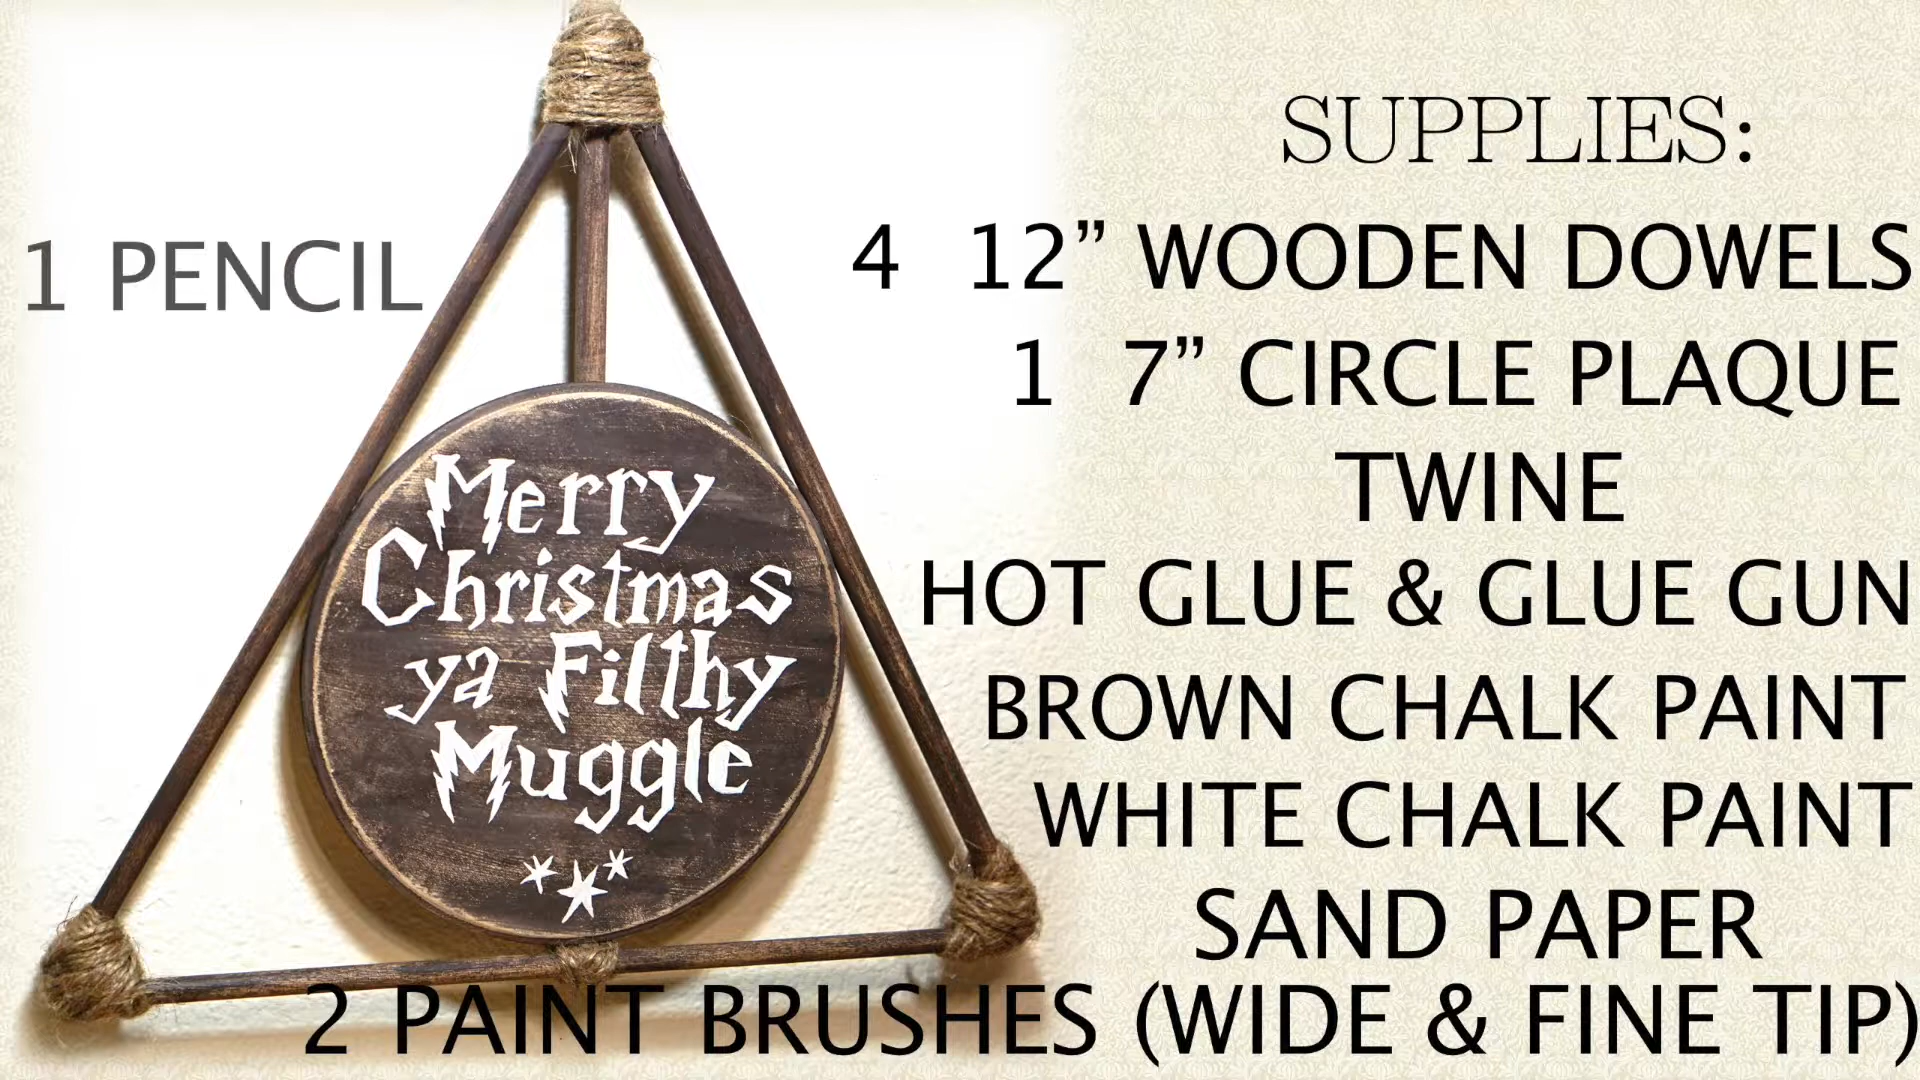 SUPPLIES:
4 12” WOODEN DOWELS
1 7” CIRCLE PLAQUE
TWINE
HOT GLUE & GLUE GUN
BROWN CHALK PAINT
WHITE CHALK PAINT
SAND PAPER
2 PAINT BRUSHES (WIDE & FINE TIP)
1 PENCIL
Merry
Christmas
ya Filthy
Muggle